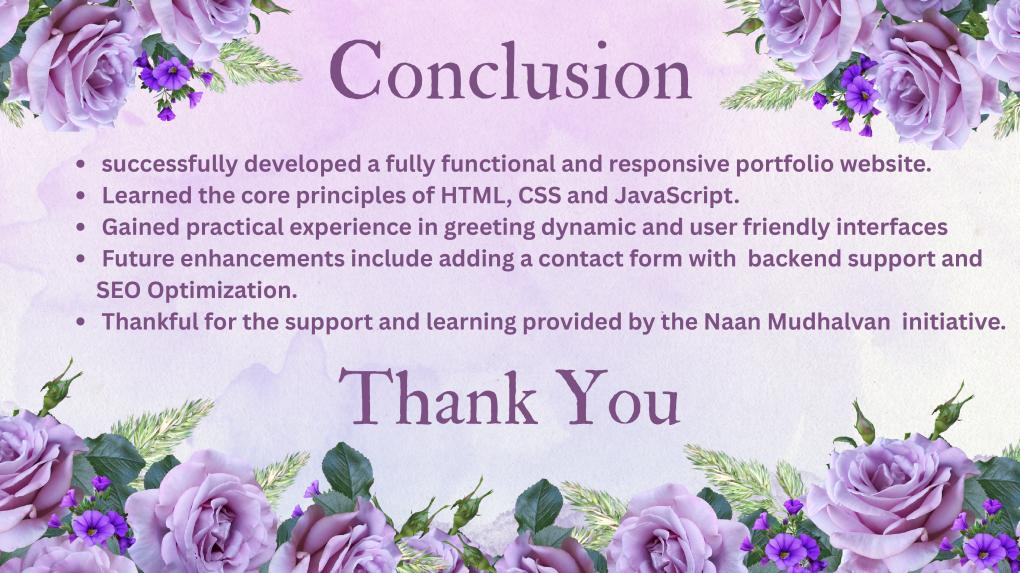 Conclusion
• successfully developed a fully functional and responsive portfolio website.
• Learned the core principles of HTML, CSS and JavaScript.
• Gained practical experience in greeting dynamic and user friendly interfaces
• Future enhancements include adding a contact form with  backend support and
SEO Optimization.
• Thankful for the support and learning provided by the Naan Mudhalvan  initiative.
Thank You